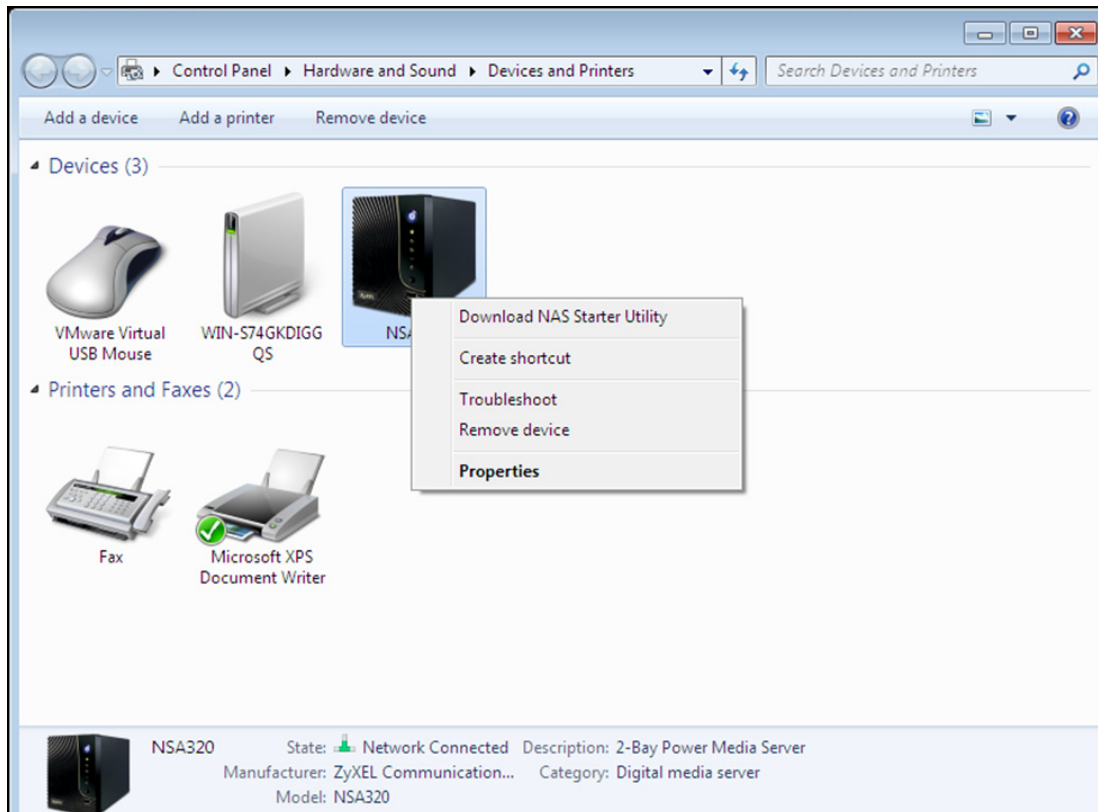 Control Panel ▸ Hardware and Sound ▸ Devices and Printers
Search Devices and Printers
Add a device Add a printer Remove device
Devices (3)
VMware Virtual USB Mouse
WIN-S74GKDIGGQS
NSA
Download NAS Starter Utility
Create shortcut
Troubleshoot
Remove device
Properties
Printers and Faxes (2)
Fax
Microsoft XPS Document Writer
NSA320 State: Network Connected Description: 2-Bay Power Media Server
Manufacturer: ZyXEL Communication... Category: Digital media server
Model: NSA320